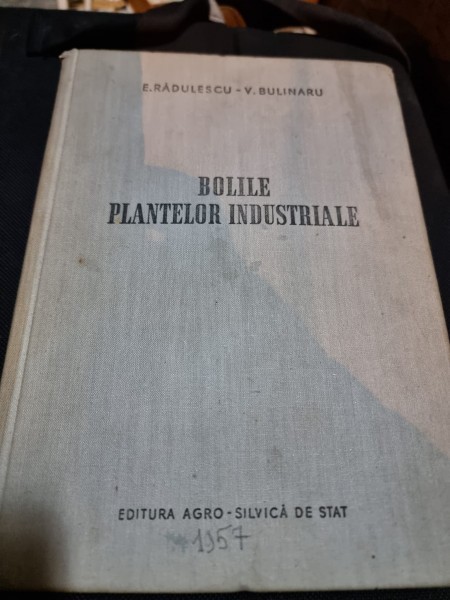 E. RĂDULESCU - V. BULINARU
BOLILE
PLANTELOR INDUSTRIALE
EDITURA AGRO-SILVICĂ DE STAT
1957